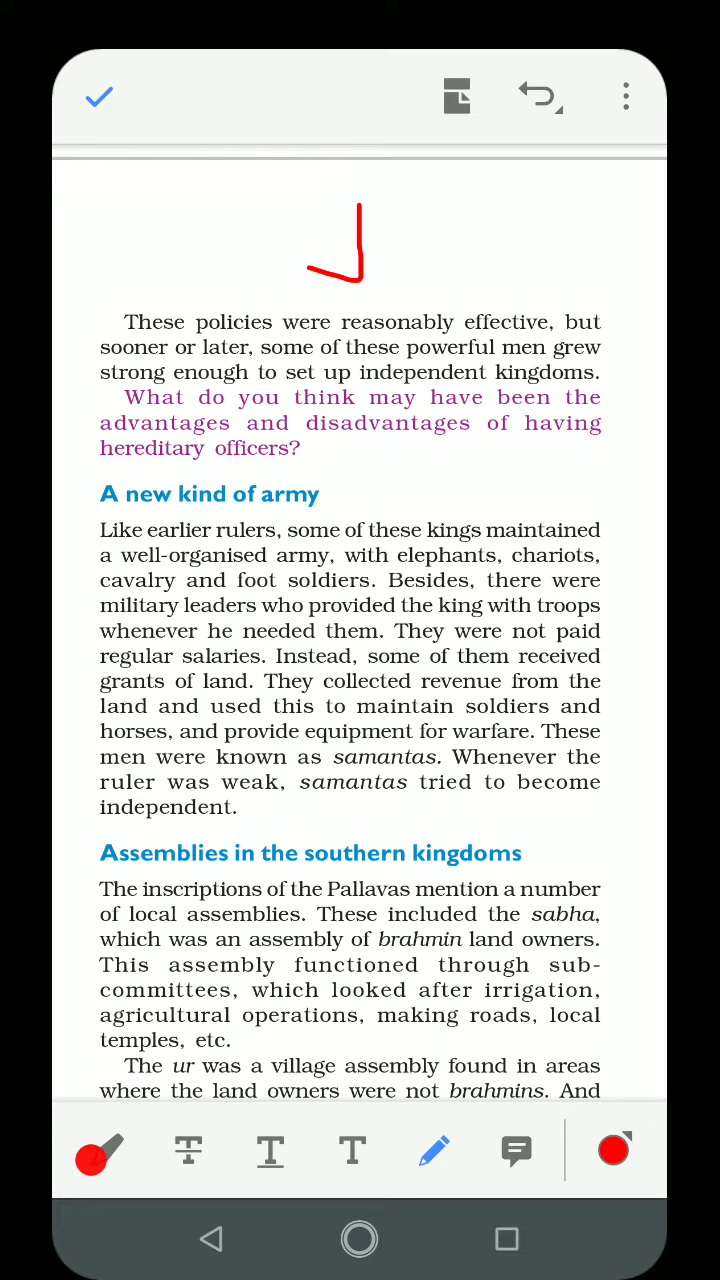 These policies were reasonably effective, but
sooner or later, some of these powerful men grew
strong enough to set up independent kingdoms.
What do you think may have been the
advantages and disadvantages of having
hereditary officers?
A new kind of army
Like earlier rulers, some of these kings maintained
a well-organised army, with elephants, chariots,
cavalry and foot soldiers. Besides, there were
military leaders who provided the king with troops
whenever he needed them. They were not paid
regular salaries. Instead, some of them received
grants of land. They collected revenue from the
land and used this to maintain soldiers and
horses, and provide equipment for warfare. These
men were known as samantas. Whenever the
ruler was weak, samantas tried to become
independent.
Assemblies in the southern kingdoms
The inscriptions of the Pallavas mention a number
of local assemblies. These included the sabha,
which was an assembly of brahmin land owners.
This assembly functioned through sub-
committees, which looked after irrigation,
agricultural operations, making roads, local
temples, etc.
The ur was a village assembly found in areas
where the land owners were not brahmins. And